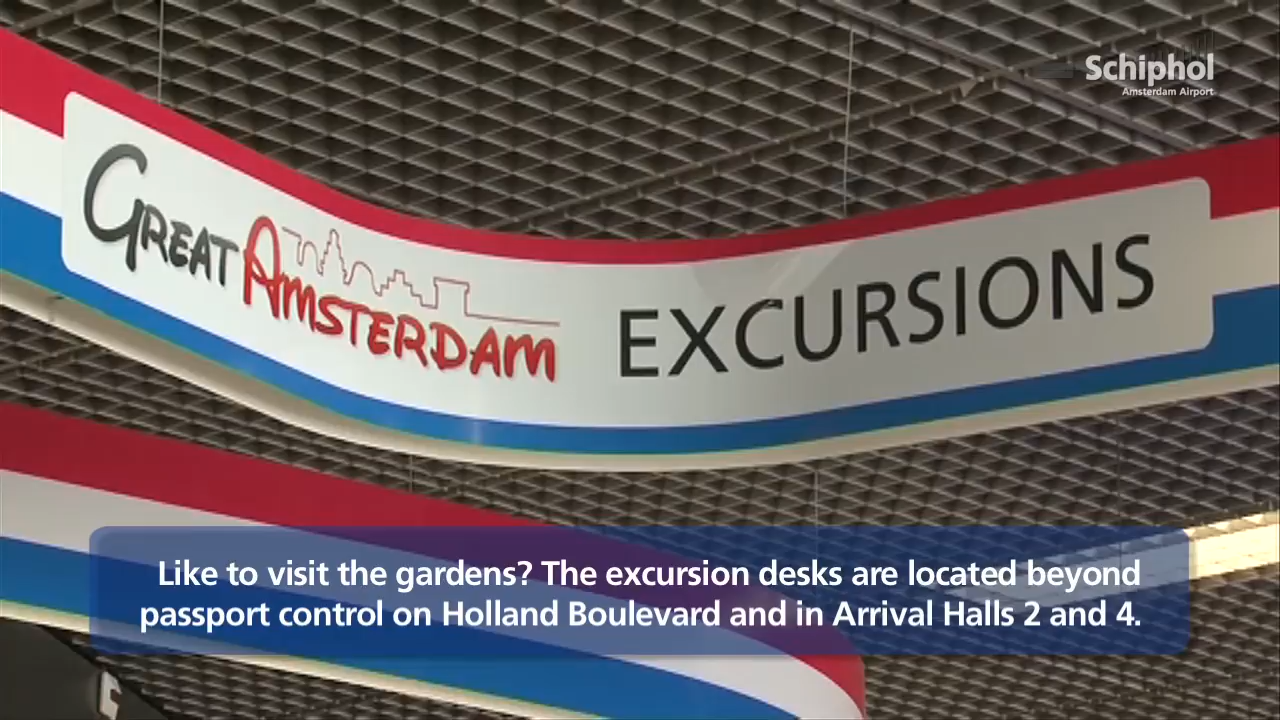 Schiphol
Amsterdam Airport
GREAT AMSTERDAM EXCURSIONS
Like to visit the gardens? The excursion desks are located beyond
passport control on Holland Boulevard and in Arrival Halls 2 and 4.